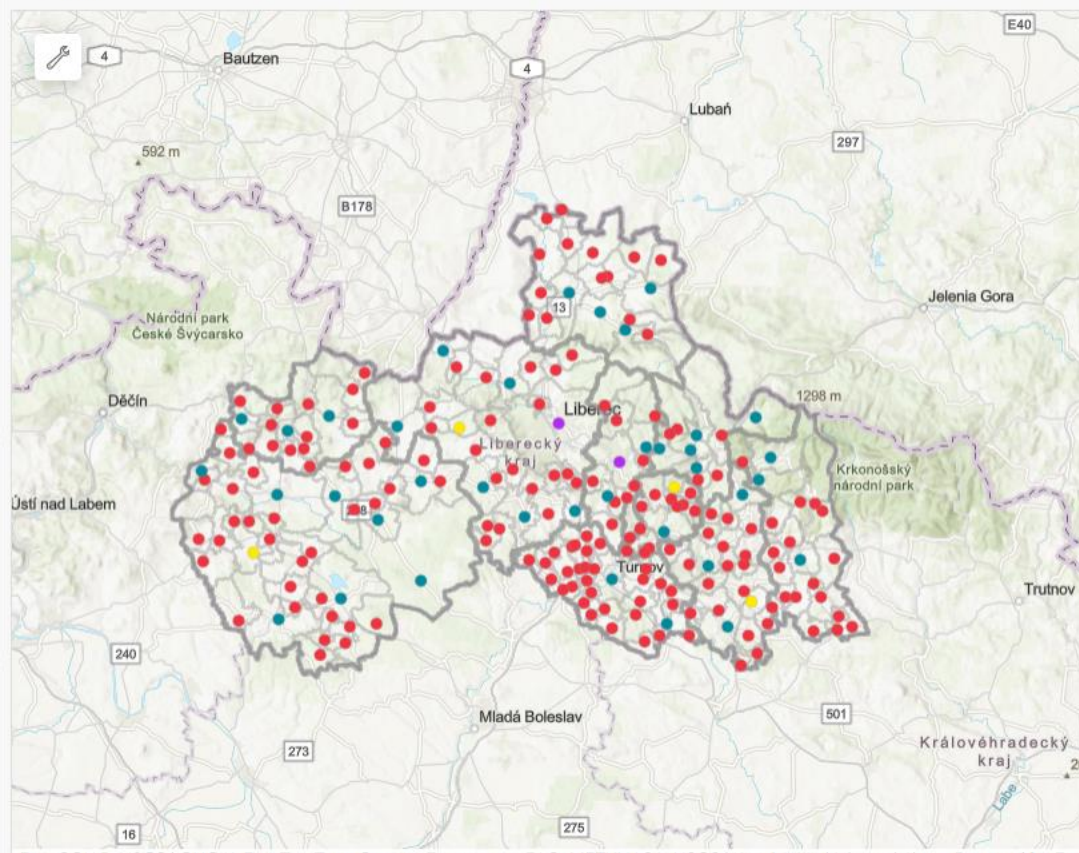 E40
4
Bautzen
4
Lubań
297
592 m
B178
Jelenia Gora
Národní park
České Švýcarsko
13
1298 m
Děčín
Liberec
Liberecký
kraj
Krkonošský
národní park
Ústí nad Labem
Turnov
Trutnov
240
Mladá Boleslav
501
273
Královéhradecký
kraj
Labe
16
275